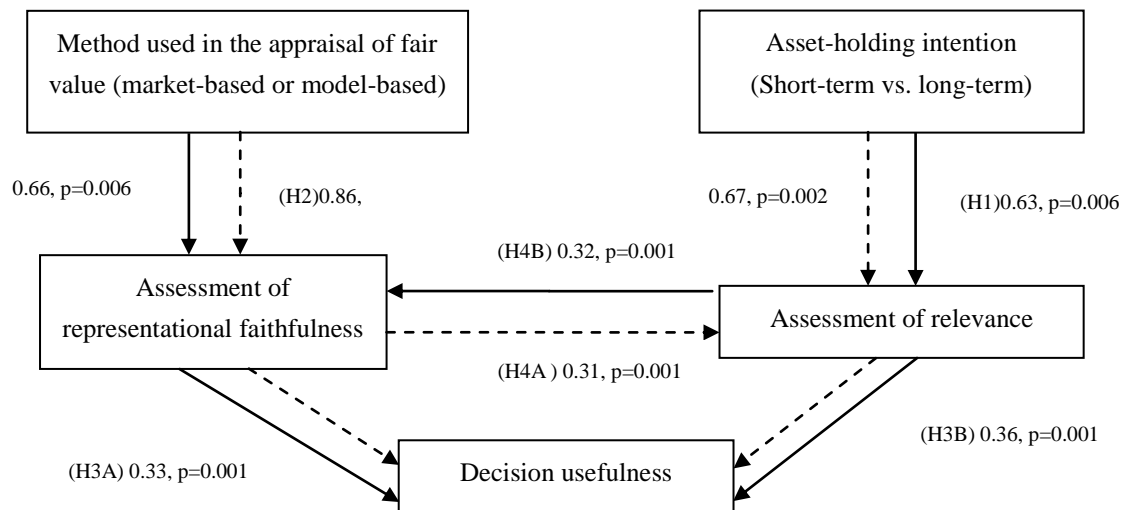 Method used in the appraisal of fair
value (market-based or model-based)
Asset-holding intention
(Short-term vs. long-term)
0.66, p=0.006
(H2)0.86,
0.67, p=0.002
(H1)0.63, p=0.006
(H4B) 0.32, p=0.001
Assessment of
representational faithfulness
Assessment of relevance
(H4A ) 0.31, p=0.001
(H3A) 0.33, p=0.001
Decision usefulness
(H3B) 0.36, p=0.001